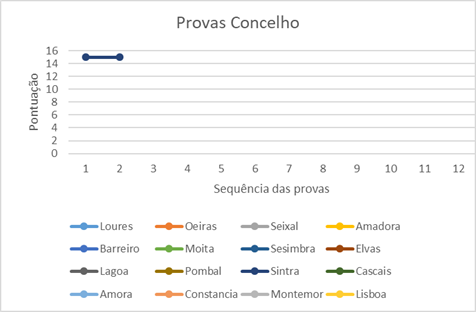 Provas Concelho
16
14
12
10
8
6
4
2
0
Pontuação
1 2 3 4 5 6 7 8 9 10 11 12
Sequência das provas
Loures Oeiras Seixal Amadora
Barreiro Moita Sesimbra Elvas
Lagoa Pombal Sintra Cascais
Amora Constancia Montemor Lisboa